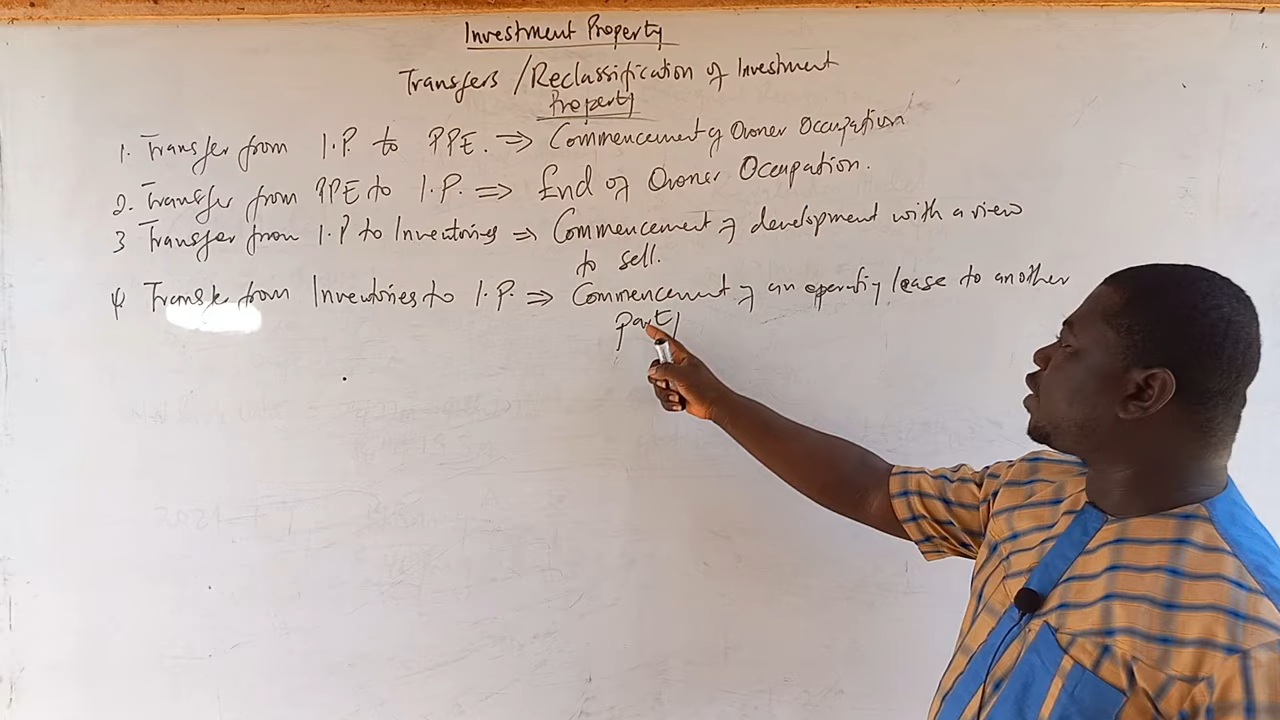 Investment Property
Transfers / Reclassification of Investment
Property
1. Transfer from I.P to PPE. ⇒ Commencement of Owner Occupation
2. Transfer from PPE to I.P. ⇒ End of Owner Occupation.
3 Transfer from I.P to Inventories ⇒ Commencement of development with a view
to sell.
4 Transfer from Inventories to I.P. ⇒ Commencement of an operating lease to another
party